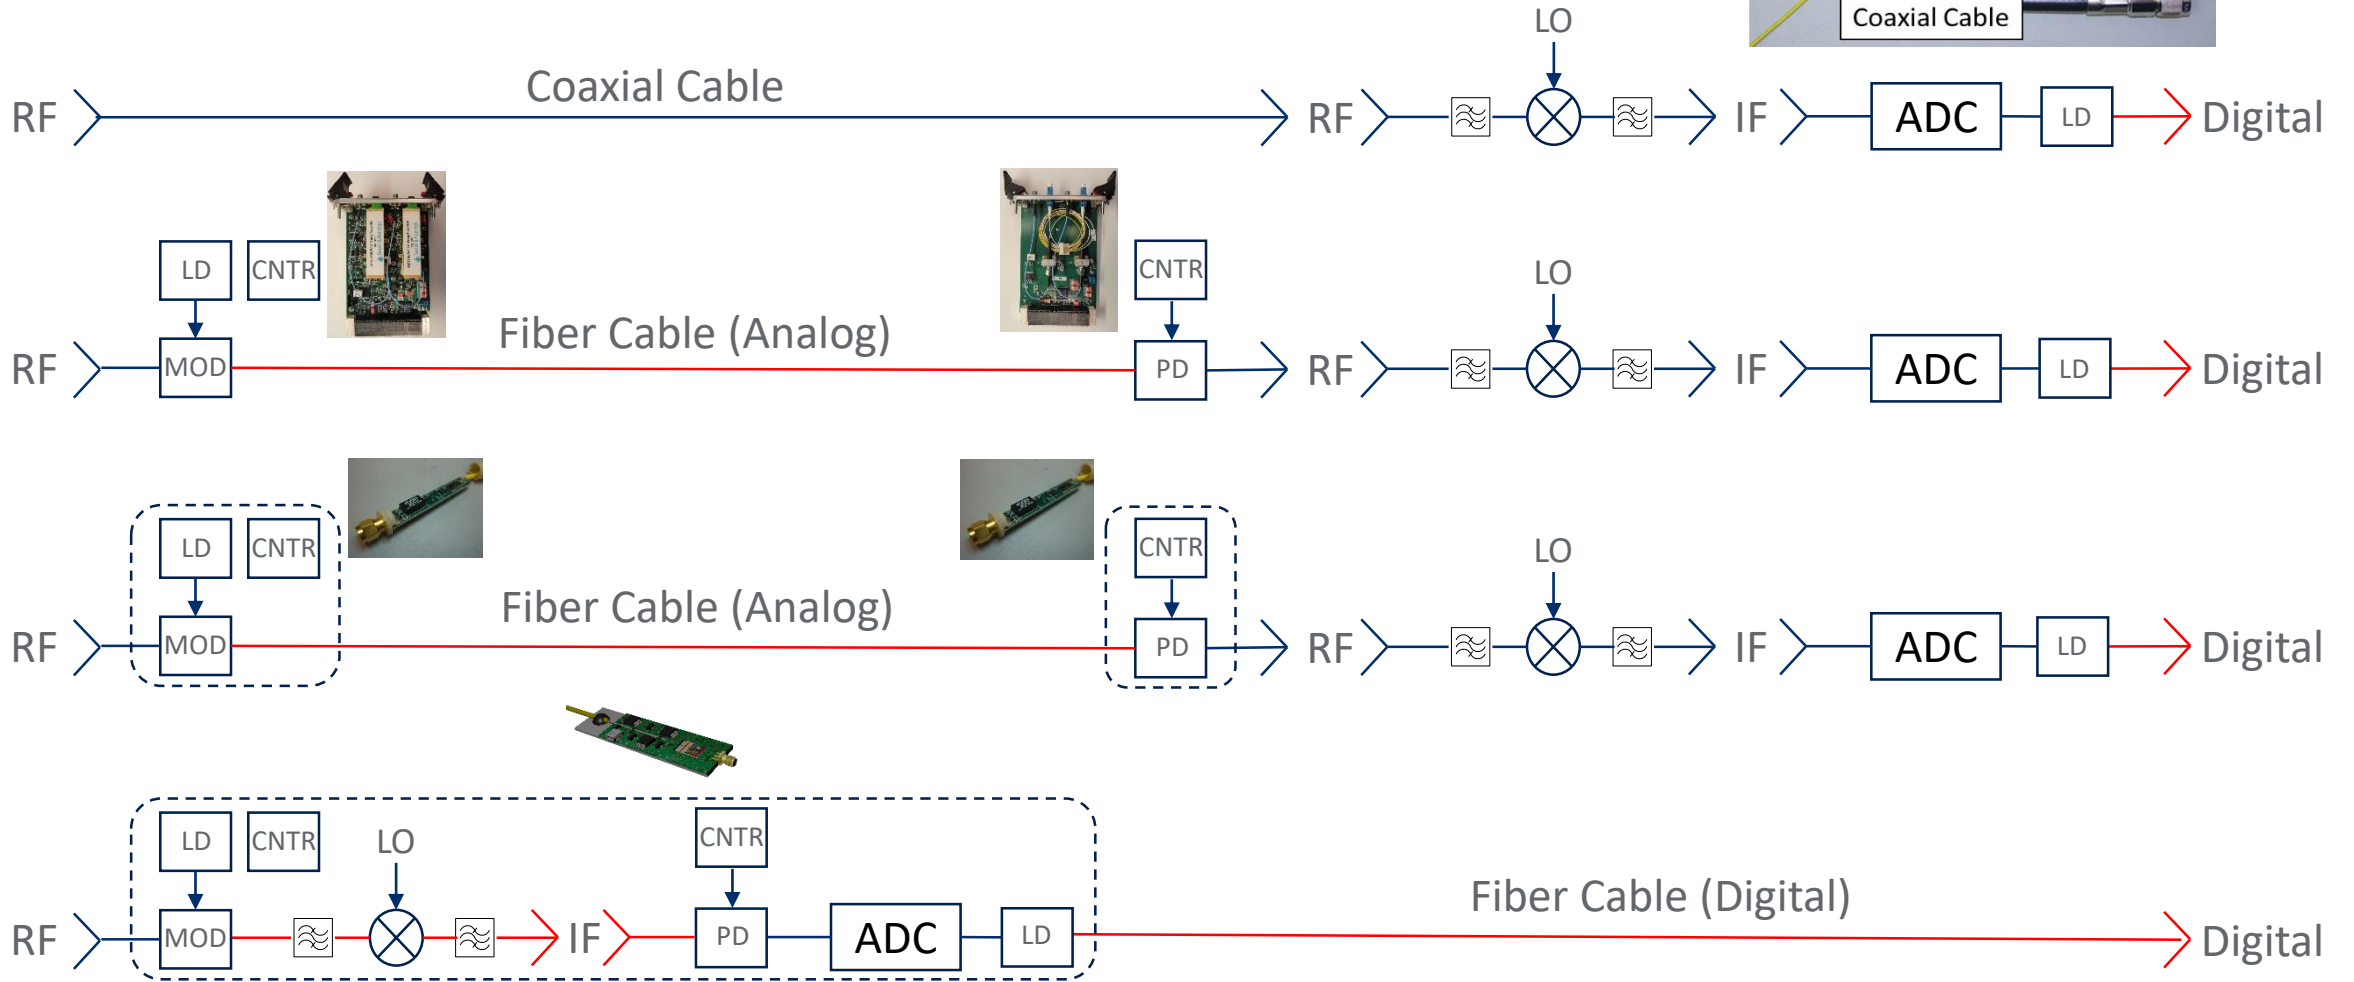 Coaxial Cable
LO
Coaxial Cable
RF RF IF ADC LD Digital
LD CNTR CNTR LO
Fiber Cable (Analog)
RF MOD PD RF IF ADC LD Digital
LD CNTR CNTR LO
Fiber Cable (Analog)
RF MOD PD RF IF ADC LD Digital
LD CNTR LO CNTR
Fiber Cable (Digital)
RF MOD IF PD ADC LD Digital